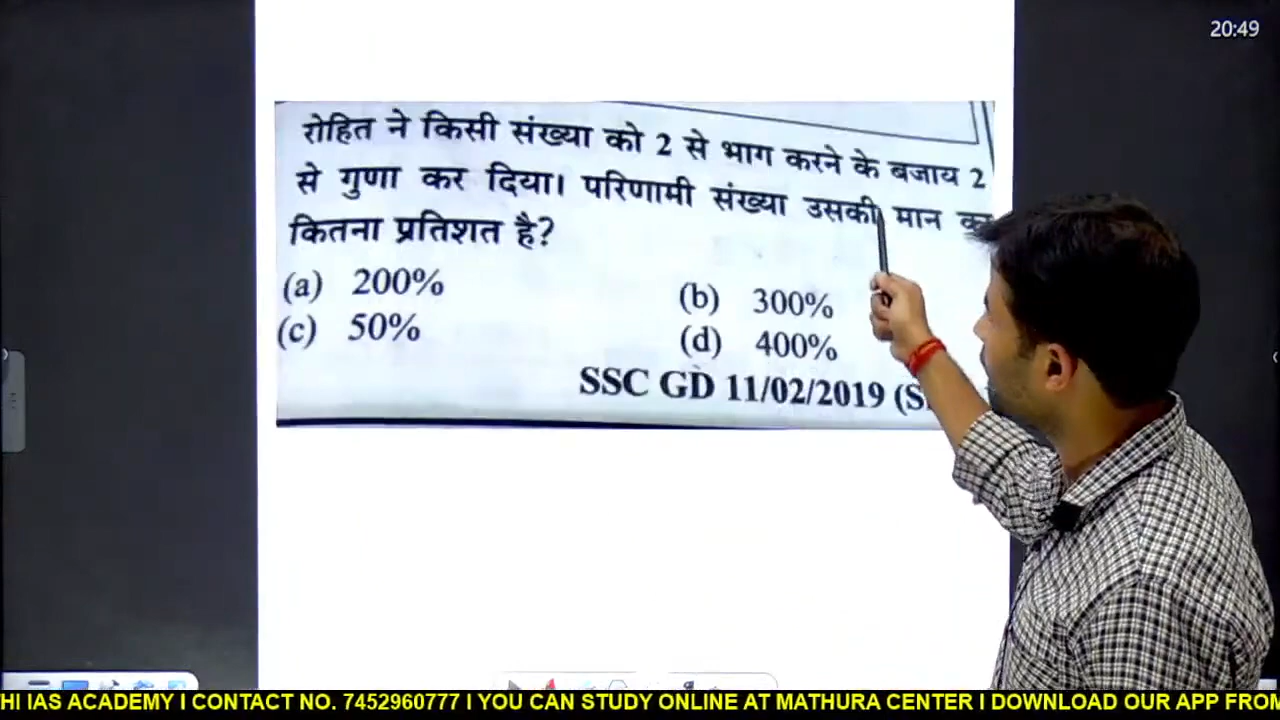 20:49
रोहित ने किसी संख्या को 2 से भाग करने के बजाय 2
से गुणा कर दिया। परिणामी संख्या उसकी मान
कितना प्रतिशत है?
(a) 200% (b) 300%
(c) 50% (d) 400%
SSC GD 11/02/2019
HI IAS ACADEMY I CONTACT NO. 7452960777 I YOU CAN STUDY ONLINE AT MATHURA CENTER I DOWNLOAD OUR APP FROM